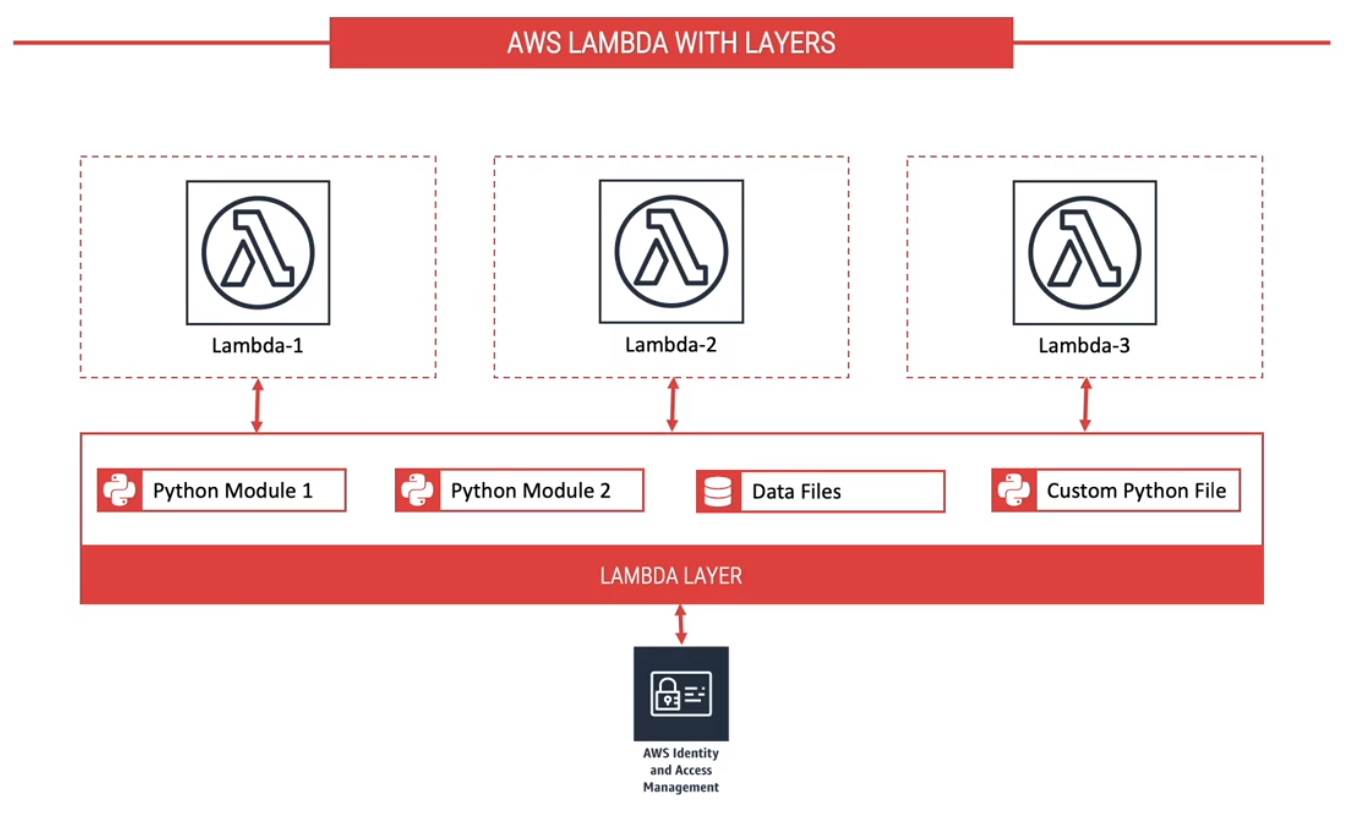 AWS LAMBDA WITH LAYERS
Lambda-1
Lambda-2
Lambda-3
Python Module 1
Python Module 2
Data Files
Custom Python File
LAMBDA LAYER
AWS Identity
and Access
Management